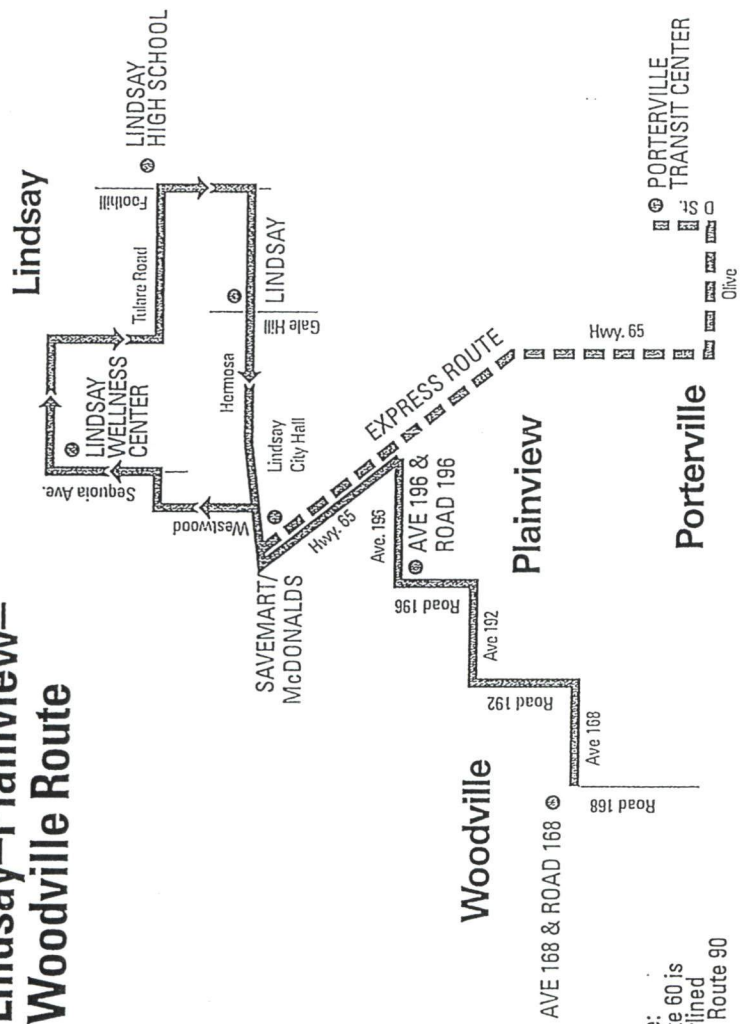 Lindsay–Plainview–
Woodville Route
Lindsay
LINDSAY
HIGH SCHOOL
Foothill
Tulare Road
LINDSAY
WELLNESS
CENTER
Sequoia Ave.
Westwood
Hermosa
LINDSAY
Gale Hill
Lindsay
City Hall
SAVEMART/
McDONALDS
Hwy. 65
EXPRESS ROUTE
Ave. 196
AVE 196 &
ROAD 196
Road 196
Plainview
Ave 192
Road 192
Woodville
Ave 168
AVE 168 & ROAD 168
Road 168
Hwy. 65
Porterville
PORTERVILLE
TRANSIT CENTER
D St.
Olive
e 60 is
lined
Route 90